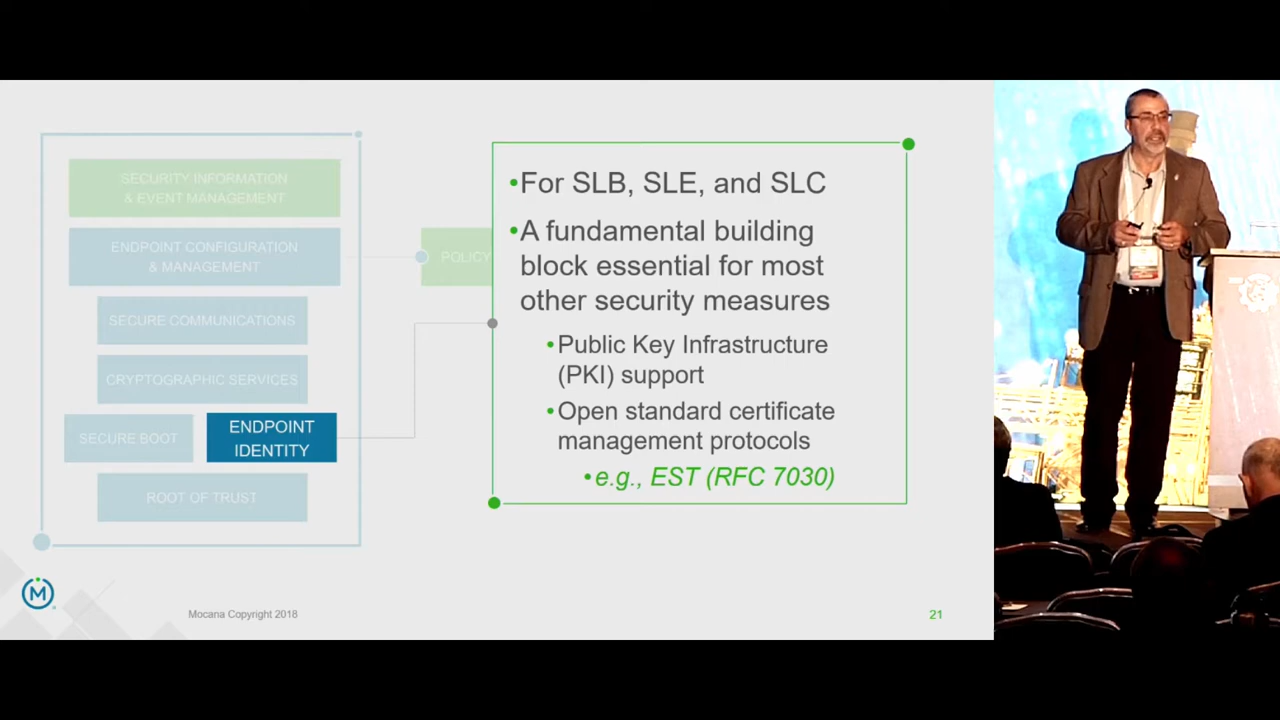 SECURITY INFORMATION
& EVENT MANAGEMENT
ENDPOINT CONFIGURATION
& MANAGEMENT
POLICY
SECURE COMMUNICATIONS
CRYPTOGRAPHIC SERVICES
SECURE BOOT
ENDPOINT
IDENTITY
ROOT OF TRUST
•For SLB, SLE, and SLC
•A fundamental building
block essential for most
other security measures
•Public Key Infrastructure
(PKI) support
•Open standard certificate
management protocols
•e.g., EST (RFC 7030)
M
Mocana Copyright 2018
21